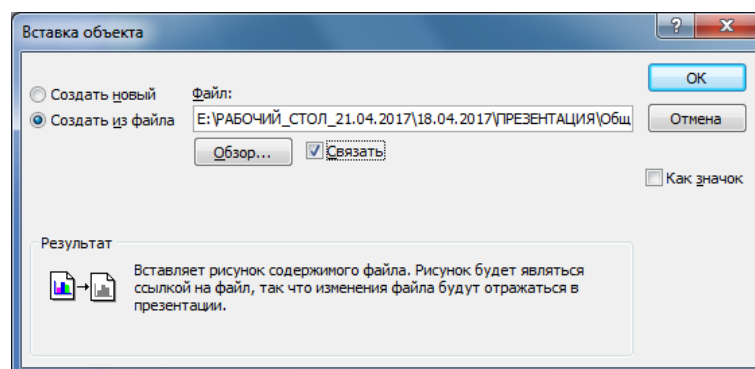 Вставка объекта
Создать новый
Создать из файла
Файл:
E:\РАБОЧИЙ_СТОЛ_21.04.2017\18.04.2017\ПРЕЗЕНТАЦИЯ\Общ
Обзор...
Связать
ОК
Отмена
Как значок
Результат
Вставляет рисунок содержимого файла. Рисунок будет являться
ссылкой на файл, так что изменения файла будут отражаться в
презентации.